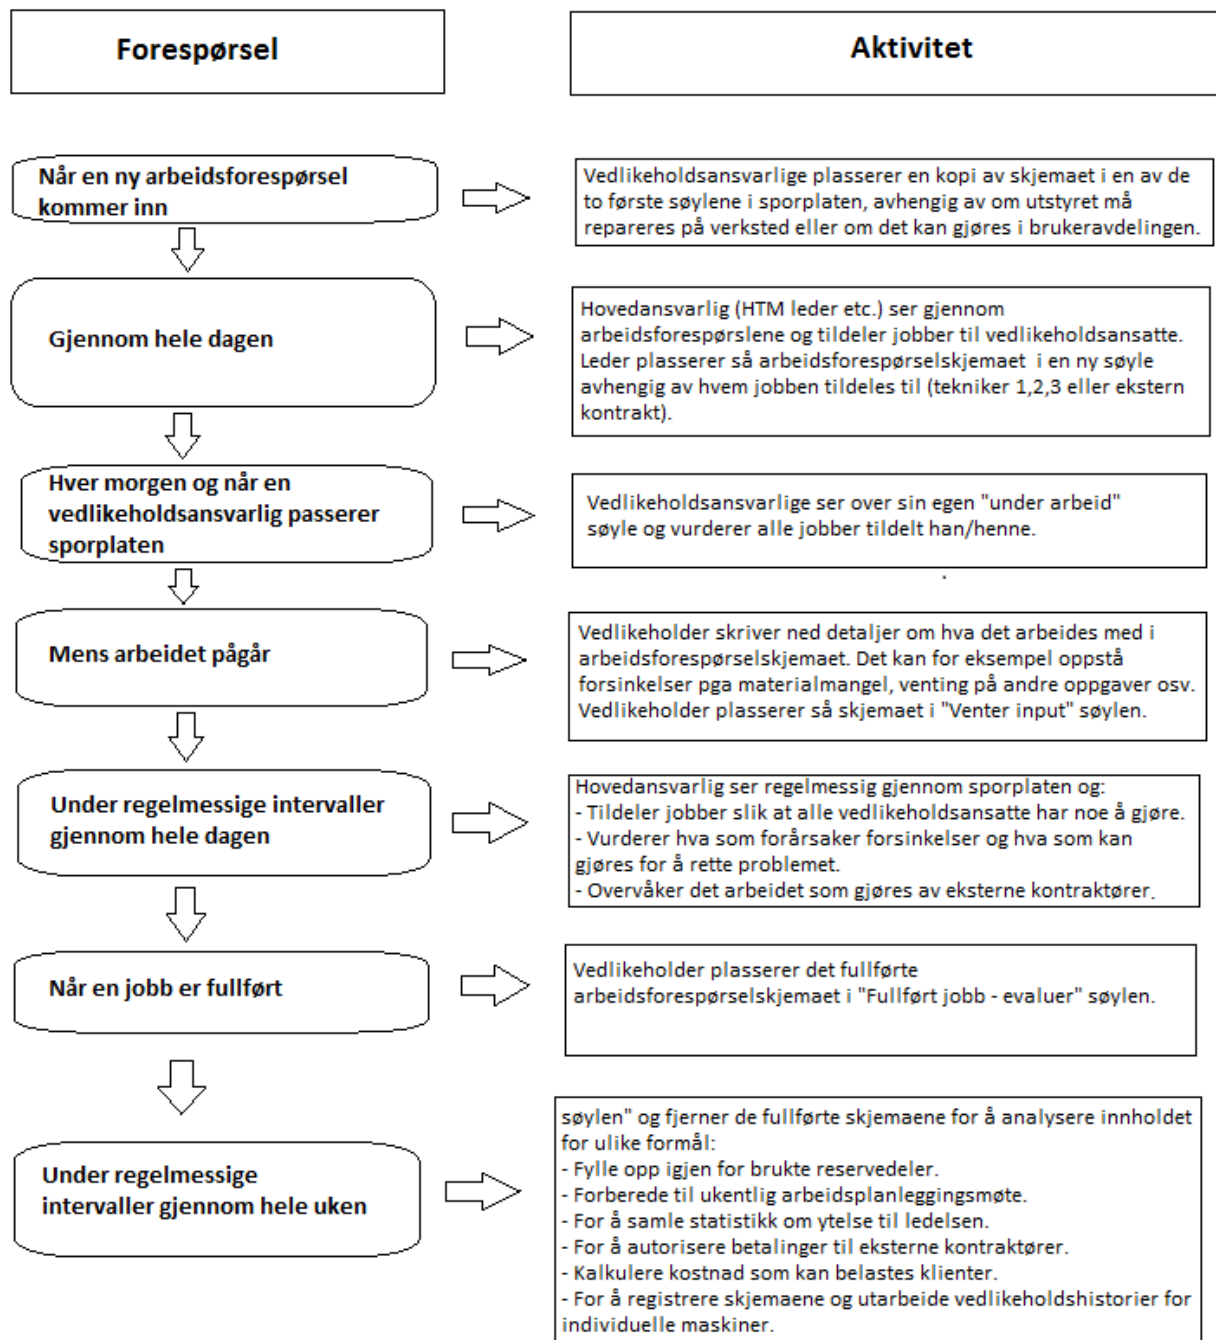 Forespørsel
Aktivitet
Når en ny arbeidsforespørsel
kommer inn
Vedlikeholdsansvarlige plasserer en kopi av skjemaet i en av de
to første søylene i sporplaten, avhengig av om utstyret må
repareres på verksted eller om det kan gjøres i brukeravdelingen.
Gjennom hele dagen
Hovedansvarlig (HTM leder etc.) ser gjennom
arbeidsforespørslene og tildeler jobber til vedlikeholdsansatte.
Leder plasserer så arbeidsforespørselskjemaet i en ny søyle
avhengig av hvem jobben tildeles til (tekniker 1,2,3 eller ekstern
kontrakt).
Hver morgen og når en
vedlikeholdsansvarlig passerer
sporplaten
Vedlikeholdsansvarlige ser over sin egen "under arbeid"
søyle og vurderer alle jobber tildelt han/henne.
Mens arbeidet pågår
Vedlikeholder skriver ned detaljer om hva det arbeides med i
arbeidsforespørselskjemaet. Det kan for eksempel oppstå
forsinkelser pga materialmangel, venting på andre oppgaver osv.
Vedlikeholder plasserer så skjemaet i "Venter input" søylen.
Under regelmessige intervaller
gjennom hele dagen
Hovedansvarlig ser regelmessig gjennom sporplaten og:
- Tildeler jobber slik at alle vedlikeholdsansatte har noe å gjøre.
- Vurderer hva som forårsaker forsinkelser og hva som kan
gjøres for å rette problemet.
- Overvåker det arbeidet som gjøres av eksterne kontraktører.
Når en jobb er fullført
Vedlikeholder plasserer det fullførte
arbeidsforespørselskjemaet i "Fullført jobb - evaluer" søylen.
Under regelmessige
intervaller gjennom hele uken
søylen" og fjerner de fullførte skjemaene for å analysere innholdet
for ulike formål:
- Fylle opp igjen for brukte reservedeler.
- Forberede til ukentlig arbeidsplanleggingsmøte.
- For å samle statistikk om ytelse til ledelsen.
- For å autorisere betalinger til eksterne kontraktører.
- Kalkulere kostnad som kan belastes klienter.
- For å registrere skjemaene og utarbeide vedlikeholdshistorier for
individuelle maskiner.